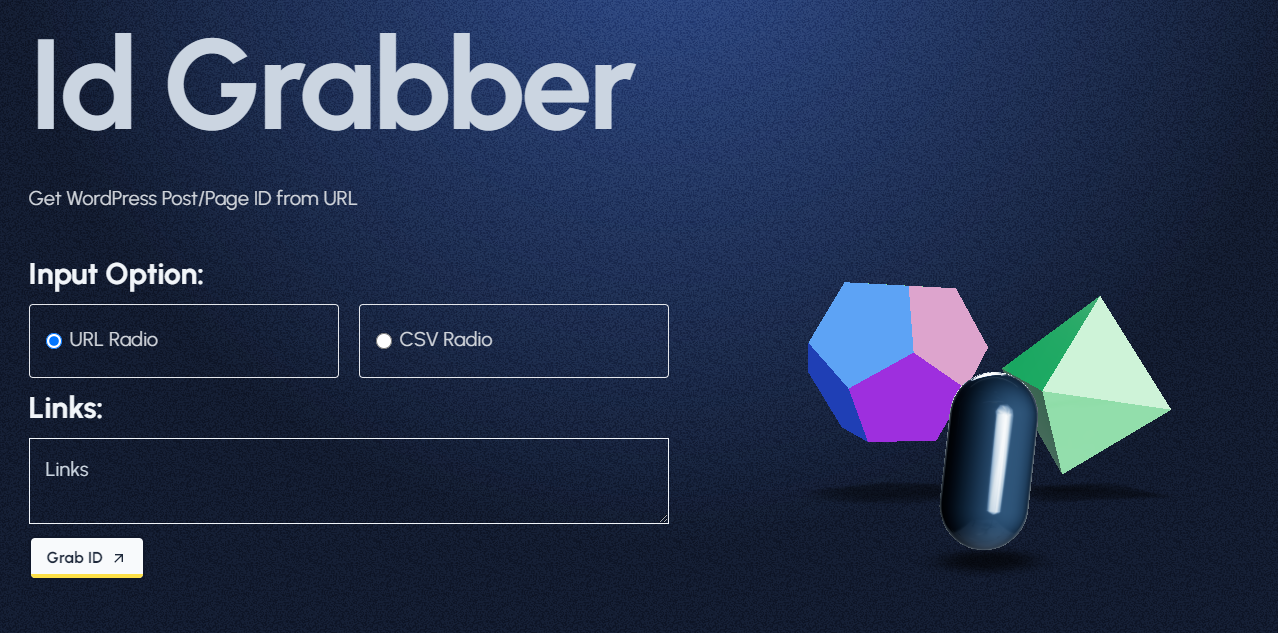 Id Grabber
Get WordPress Post/Page ID from URL
Input Option:
URL Radio
CSV Radio
Links:
Links
Grab ID